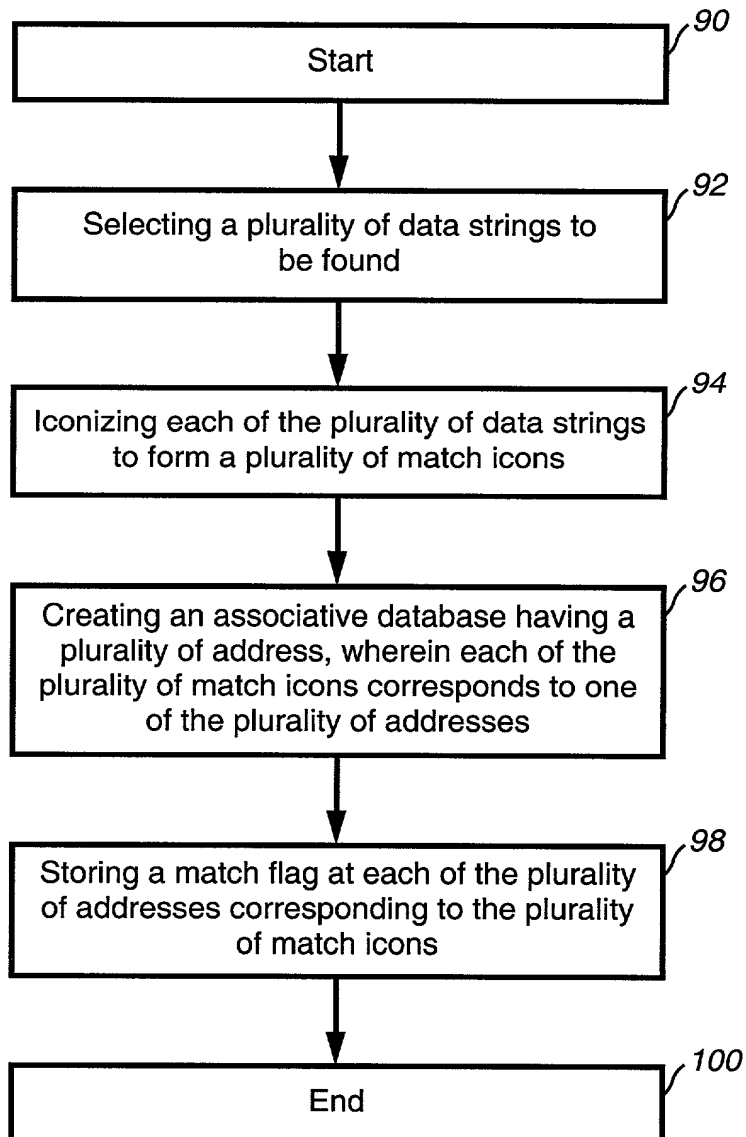 90
Start
92
Selecting a plurality of data strings to
be found
94
Iconizing each of the plurality of data strings
to form a plurality of match icons
96
Creating an associative database having a
plurality of address, wherein each of the
plurality of match icons corresponds to one
of the plurality of addresses
98
Storing a match flag at each of the plurality
of addresses corresponding to the plurality
of match icons
100
End